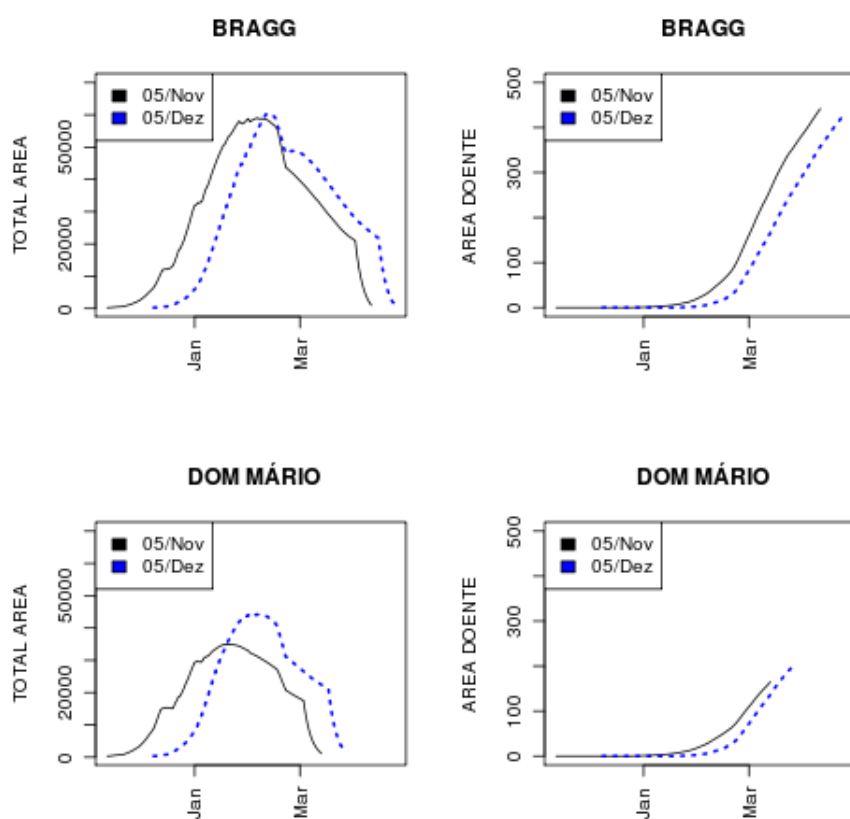 BRAGG
05/Nov
05/Dez
TOTAL AREA
0
20000
50000
Jan
Mar
BRAGG
05/Nov
05/Dez
AREA DOENTE
0
100
300
500
Jan
Mar
DOM MÁRIO
05/Nov
05/Dez
TOTAL AREA
0
20000
50000
Jan
Mar
DOM MÁRIO
05/Nov
05/Dez
AREA DOENTE
0
100
300
500
Jan
Mar